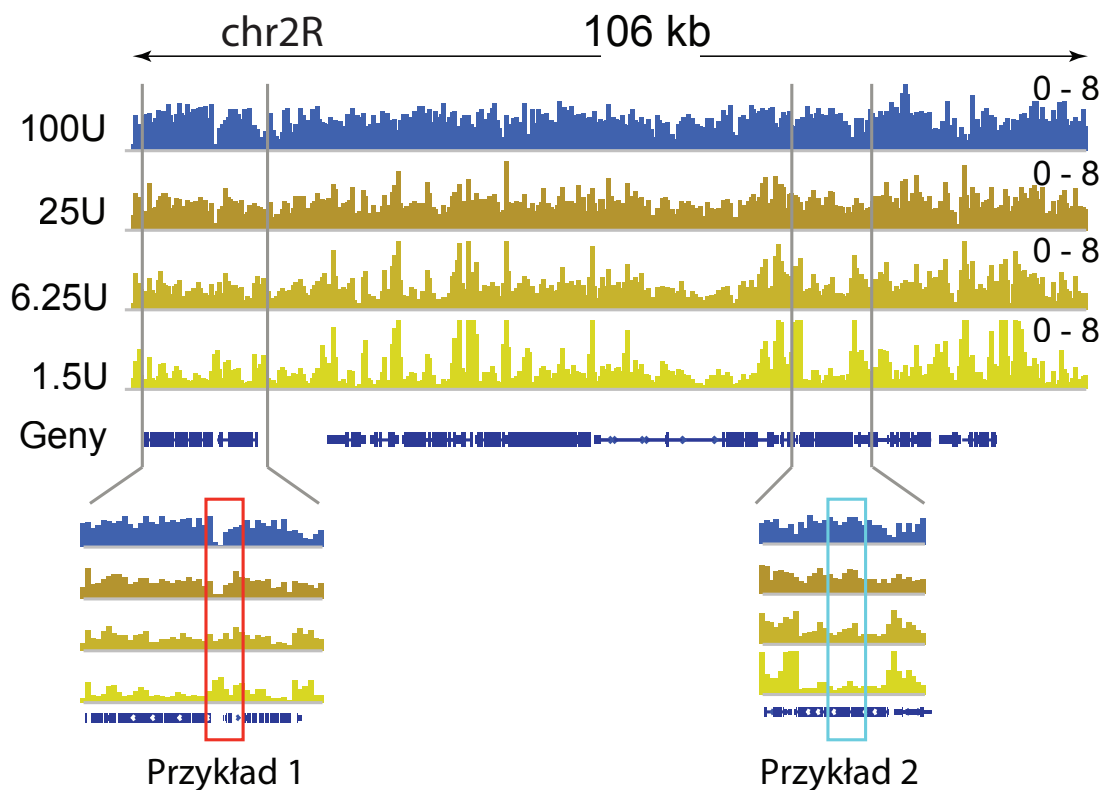 chr2R 106 kb
0 - 8
100U
0 - 8
25U
0 - 8
6.25U
0 - 8
1.5U
Geny
Przykład 1 Przykład 2